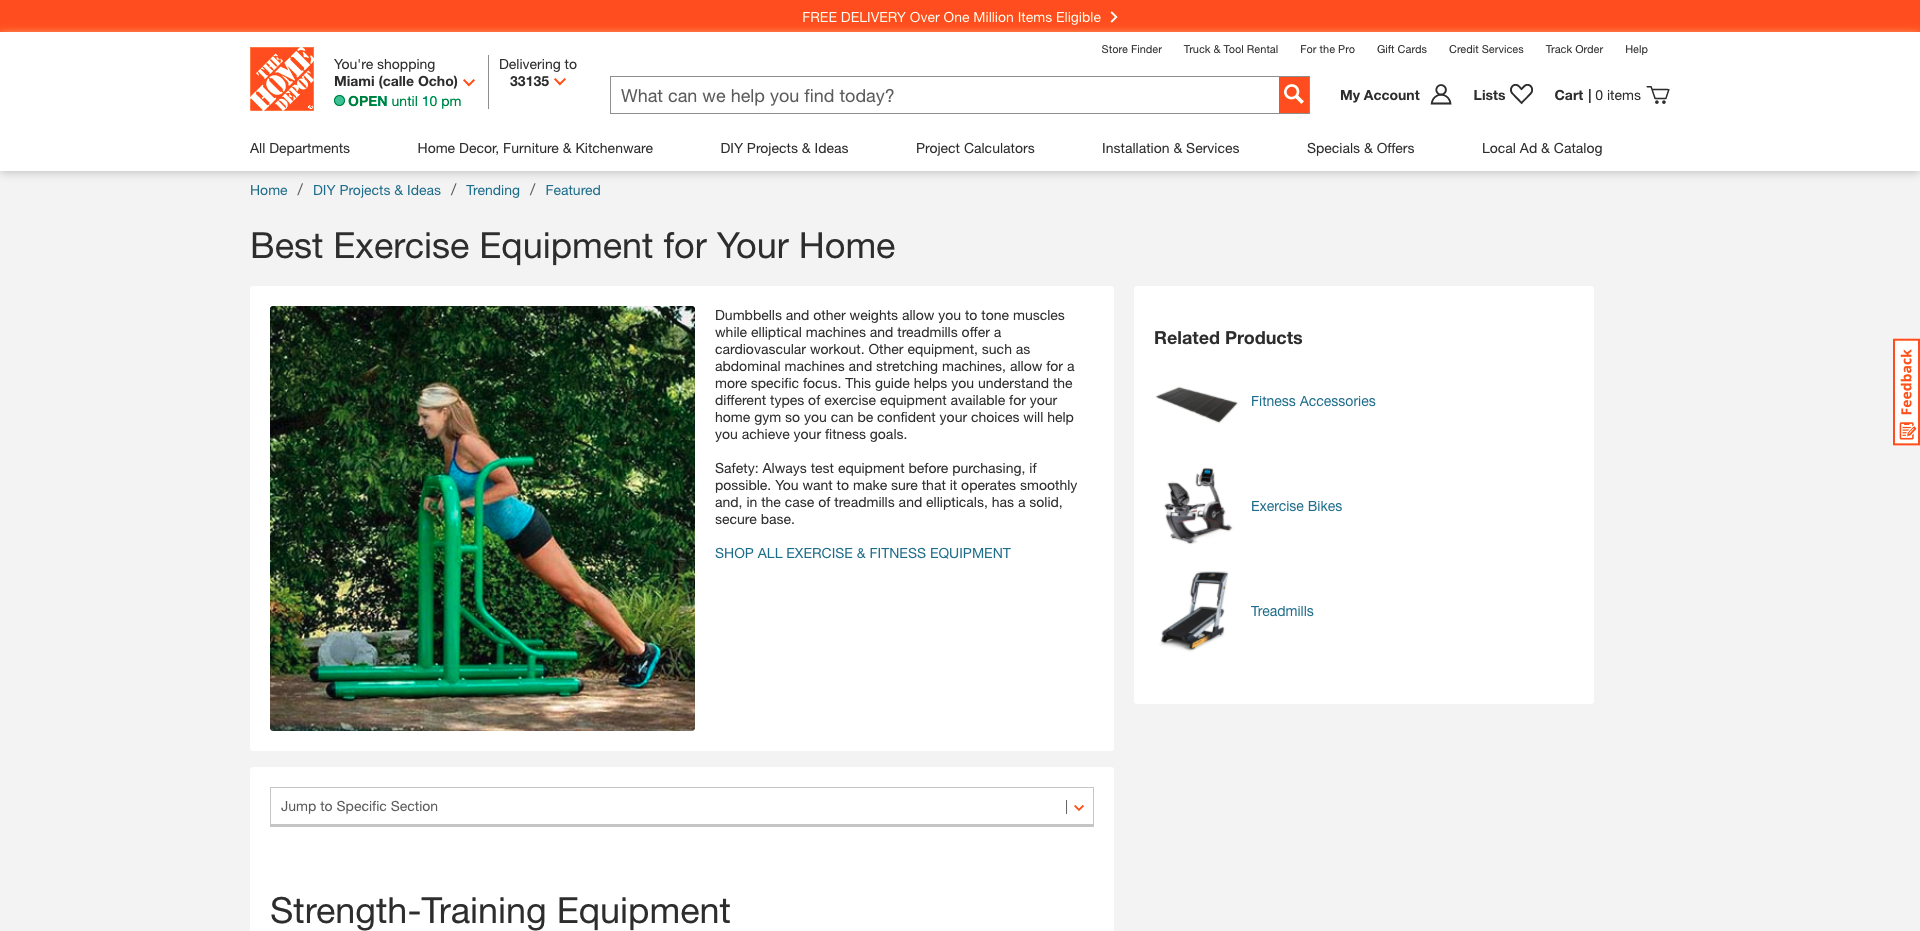 FREE DELIVERY Over One Million Items Eligible
Store Finder
Truck & Tool Rental
For the Pro
Gift Cards
Credit Services
Track Order
Help
THE HOME DEPOT
You're shopping
Miami (calle Ocho)
OPEN until 10 pm
Delivering to
33135
What can we help you find today?
My Account
Lists
Cart | 0 items
All Departments
Home Decor, Furniture & Kitchenware
DIY Projects & Ideas
Project Calculators
Installation & Services
Specials & Offers
Local Ad & Catalog
Home / DIY Projects & Ideas / Trending / Featured
Best Exercise Equipment for Your Home
Dumbbells and other weights allow you to tone muscles
while elliptical machines and treadmills offer a
cardiovascular workout. Other equipment, such as
abdominal machines and stretching machines, allow for a
more specific focus. This guide helps you understand the
different types of exercise equipment available for your
home gym so you can be confident your choices will help
you achieve your fitness goals.
Safety: Always test equipment before purchasing, if
possible. You want to make sure that it operates smoothly
and, in the case of treadmills and ellipticals, has a solid,
secure base.
SHOP ALL EXERCISE & FITNESS EQUIPMENT
Related Products
Fitness Accessories
Exercise Bikes
Treadmills
Feedback
Jump to Specific Section
Strength-Training Equipment